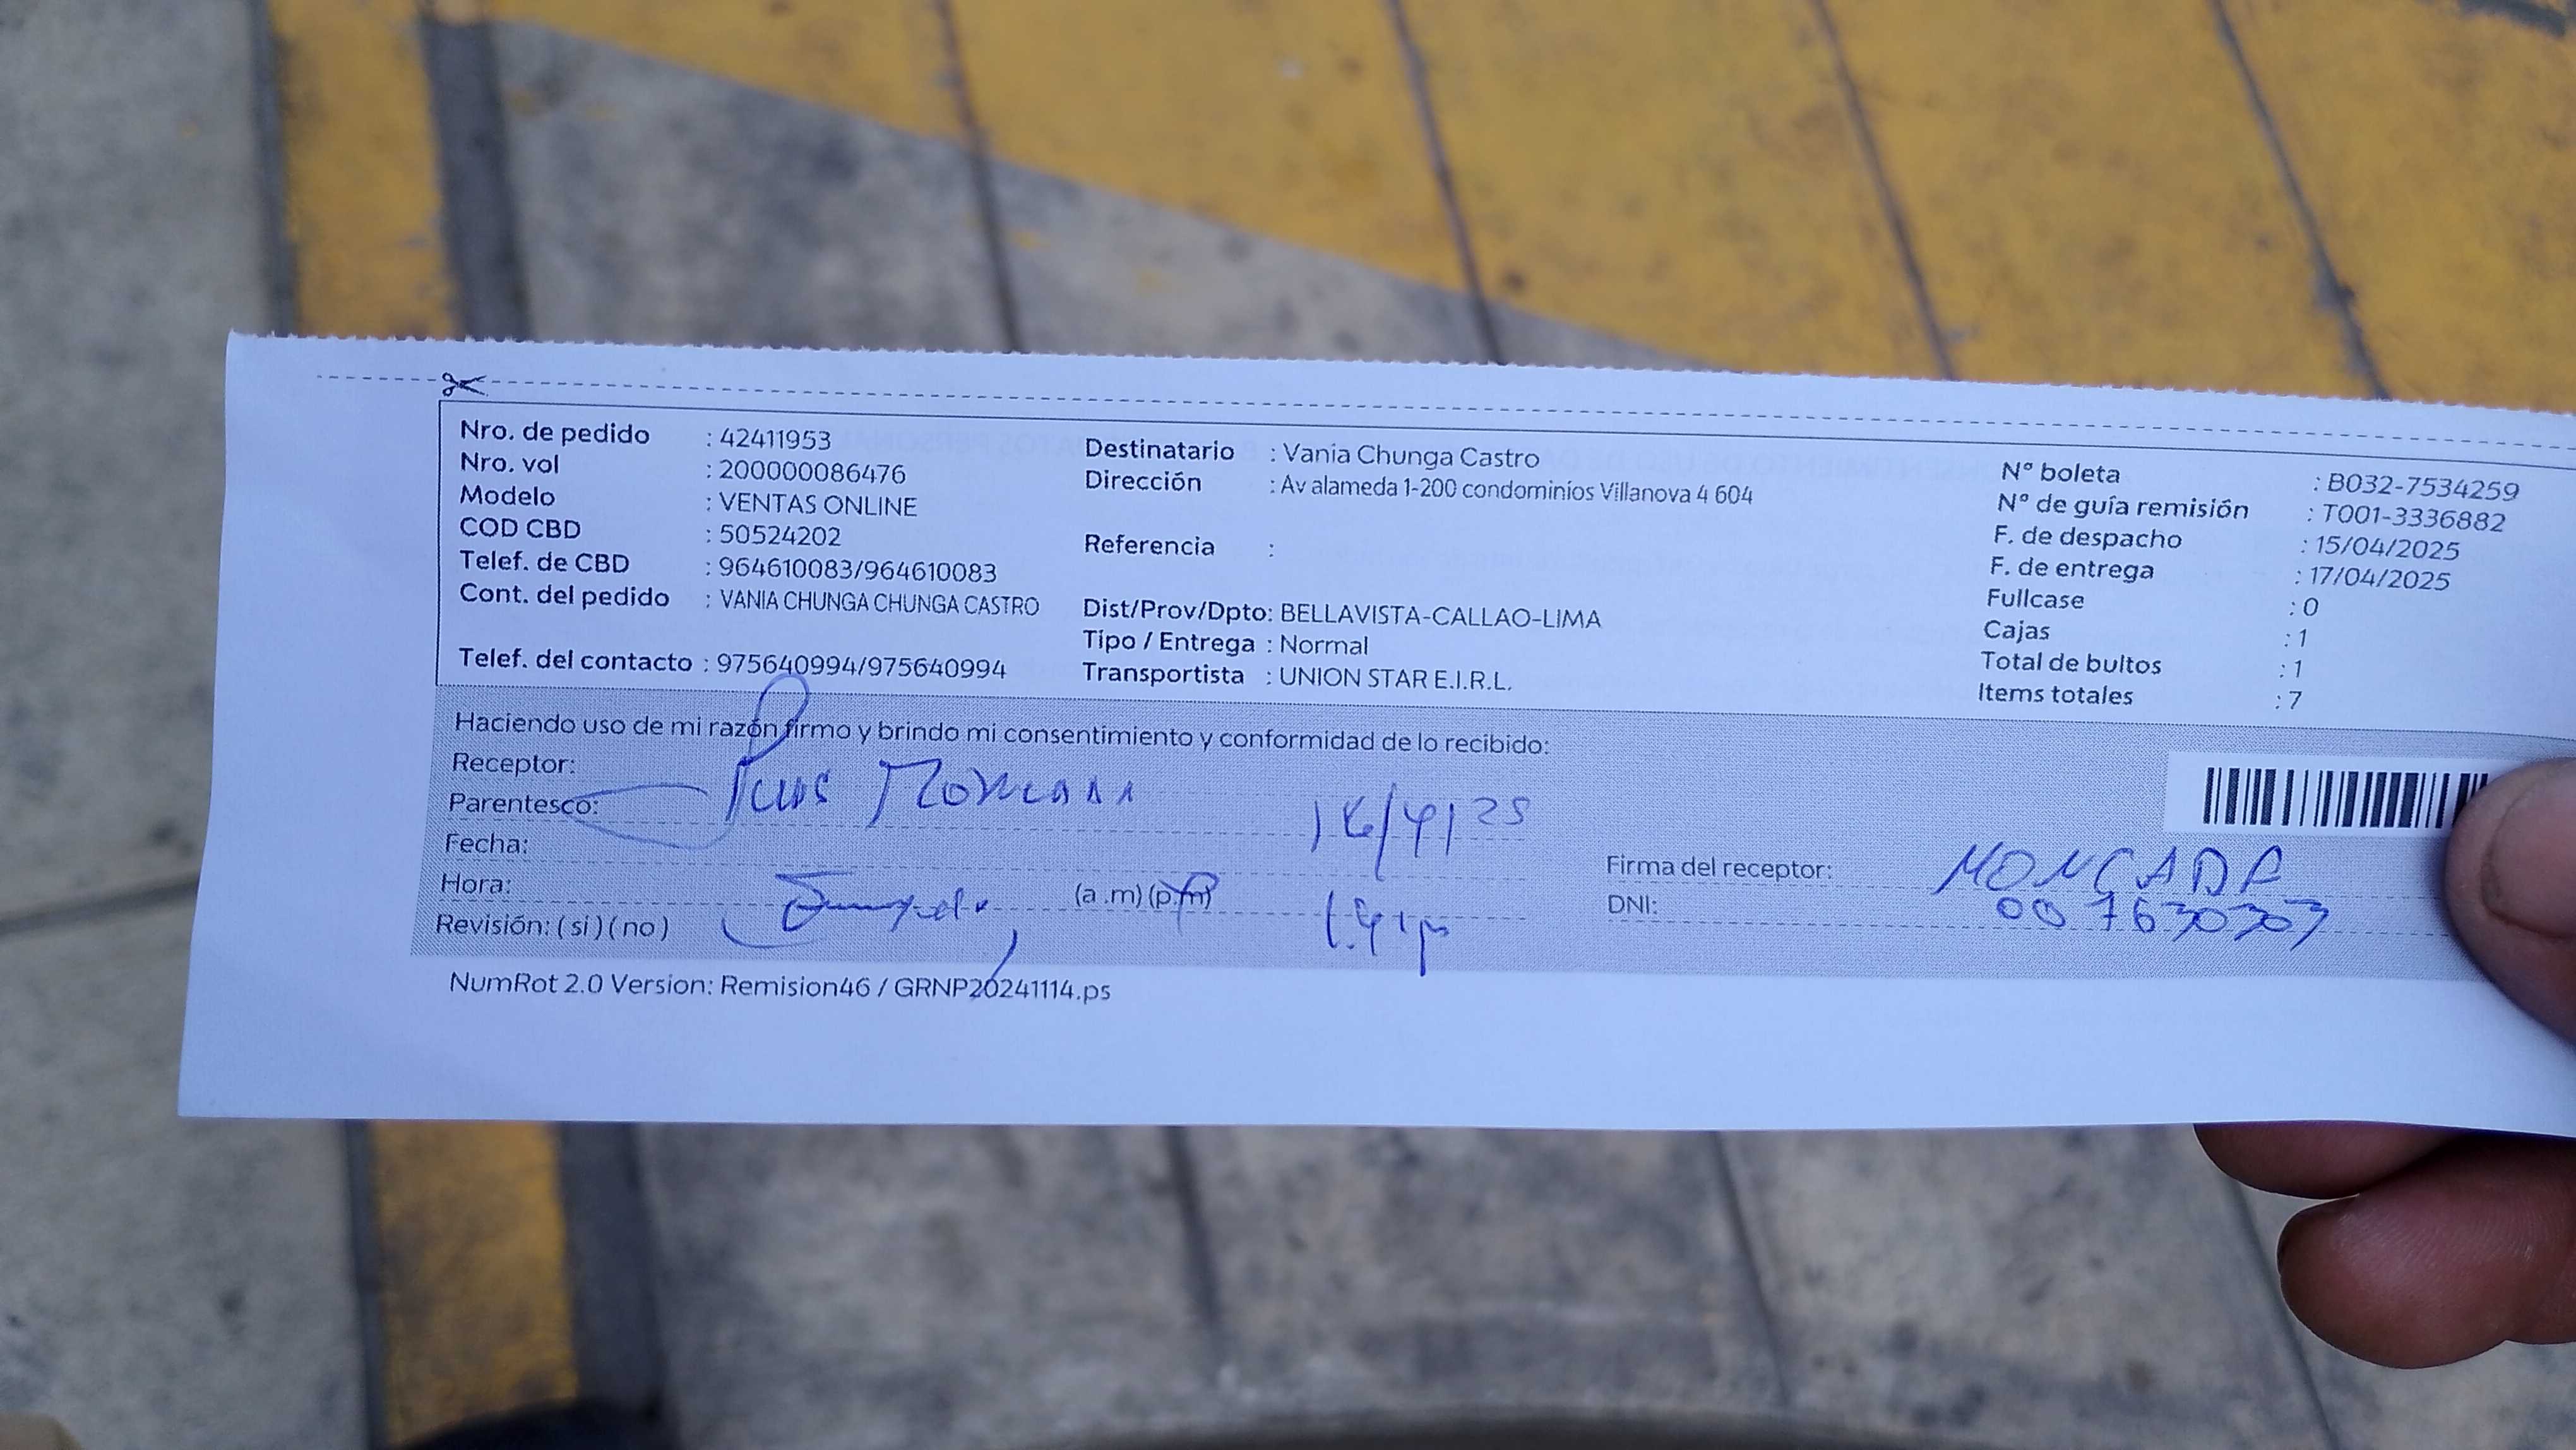 Nro. de pedido : 42411953
Nro. vol : 200000086476
Modelo : VENTAS ONLINE
COD CBD : 50524202
Telef. de CBD : 964610083/964610083
Cont. del pedido : VANIA CHUNGA CHUNGA CASTRO
Telef. del contacto : 975640994/975640994
Destinatario : Vania Chunga Castro
Dirección : Av alameda 1-200 condominios Villanova 4 604
Referencia :
Dist/Prov/Dpto: BELLAVISTA-CALLAO-LIMA
Tipo / Entrega : Normal
Transportista : UNION STAR E.I.R.L.
N° boleta : B032-7534259
N° de guía remisión : T001-3336882
F. de despacho : 15/04/2025
F. de entrega : 17/04/2025
Fullcase : 0
Cajas : 1
Total de bultos : 1
Items totales : 7
Haciendo uso de mi razón firmo y brindo mi consentimiento y conformidad de lo recibido:
Receptor:
Parentesco:
Fecha: 16/4/25
Hora: (a .m) (p.m)
Revisión: ( si ) ( no )
Firma del receptor: MONCADA
DNI: 007630303
NumRot 2.0 Version: Remision46 / GRNP20241114.ps